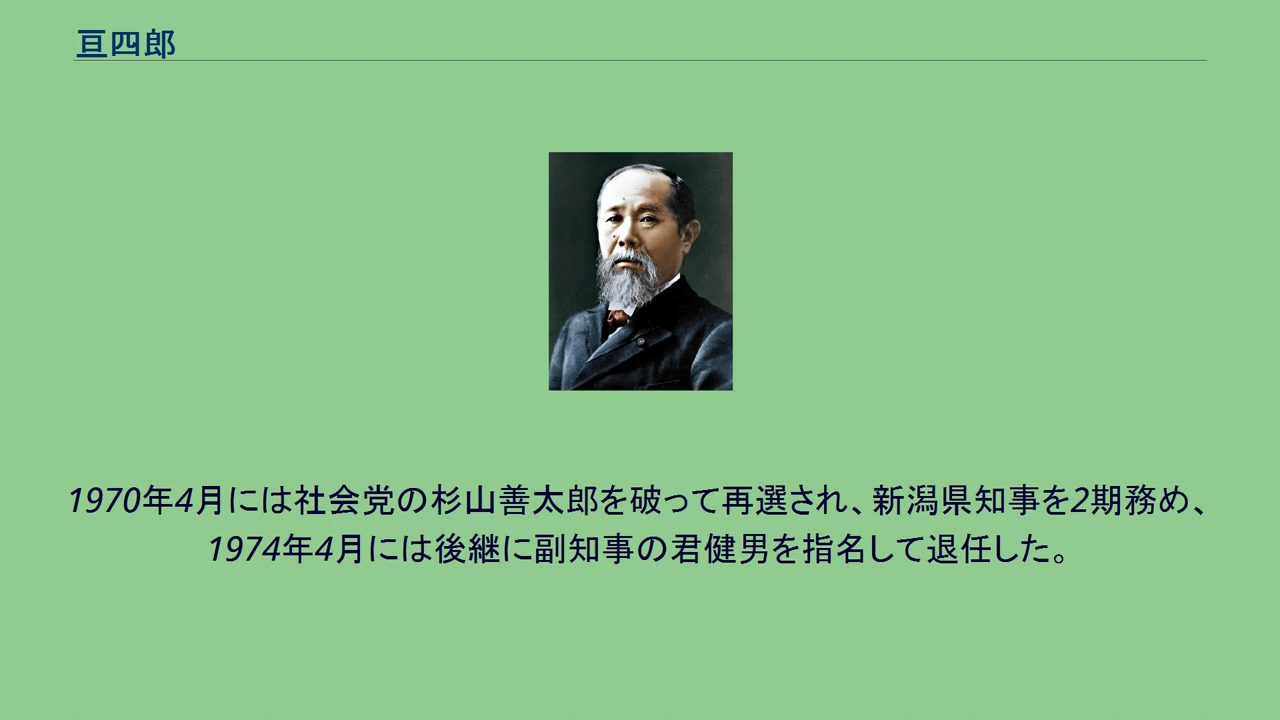 亘四郎
1970年4月には社会党の杉山善太郎を破って再選され、新潟県知事を2期務め、
1974年4月には後継に副知事の君健男を指名して退任した。